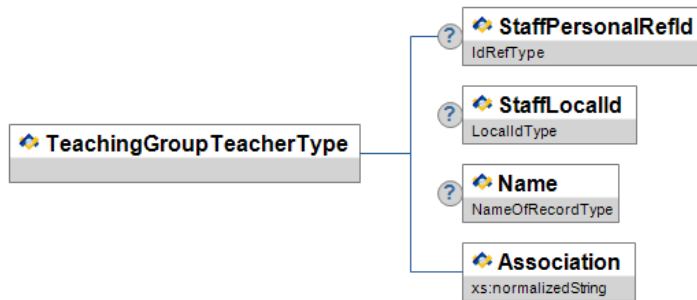 ?
StaffPersonalRefId
IdRefType
?
StaffLocalId
LocalIdType
TeachingGroupTeacherType
?
Name
NameOfRecordType
Association
xs:normalizedString